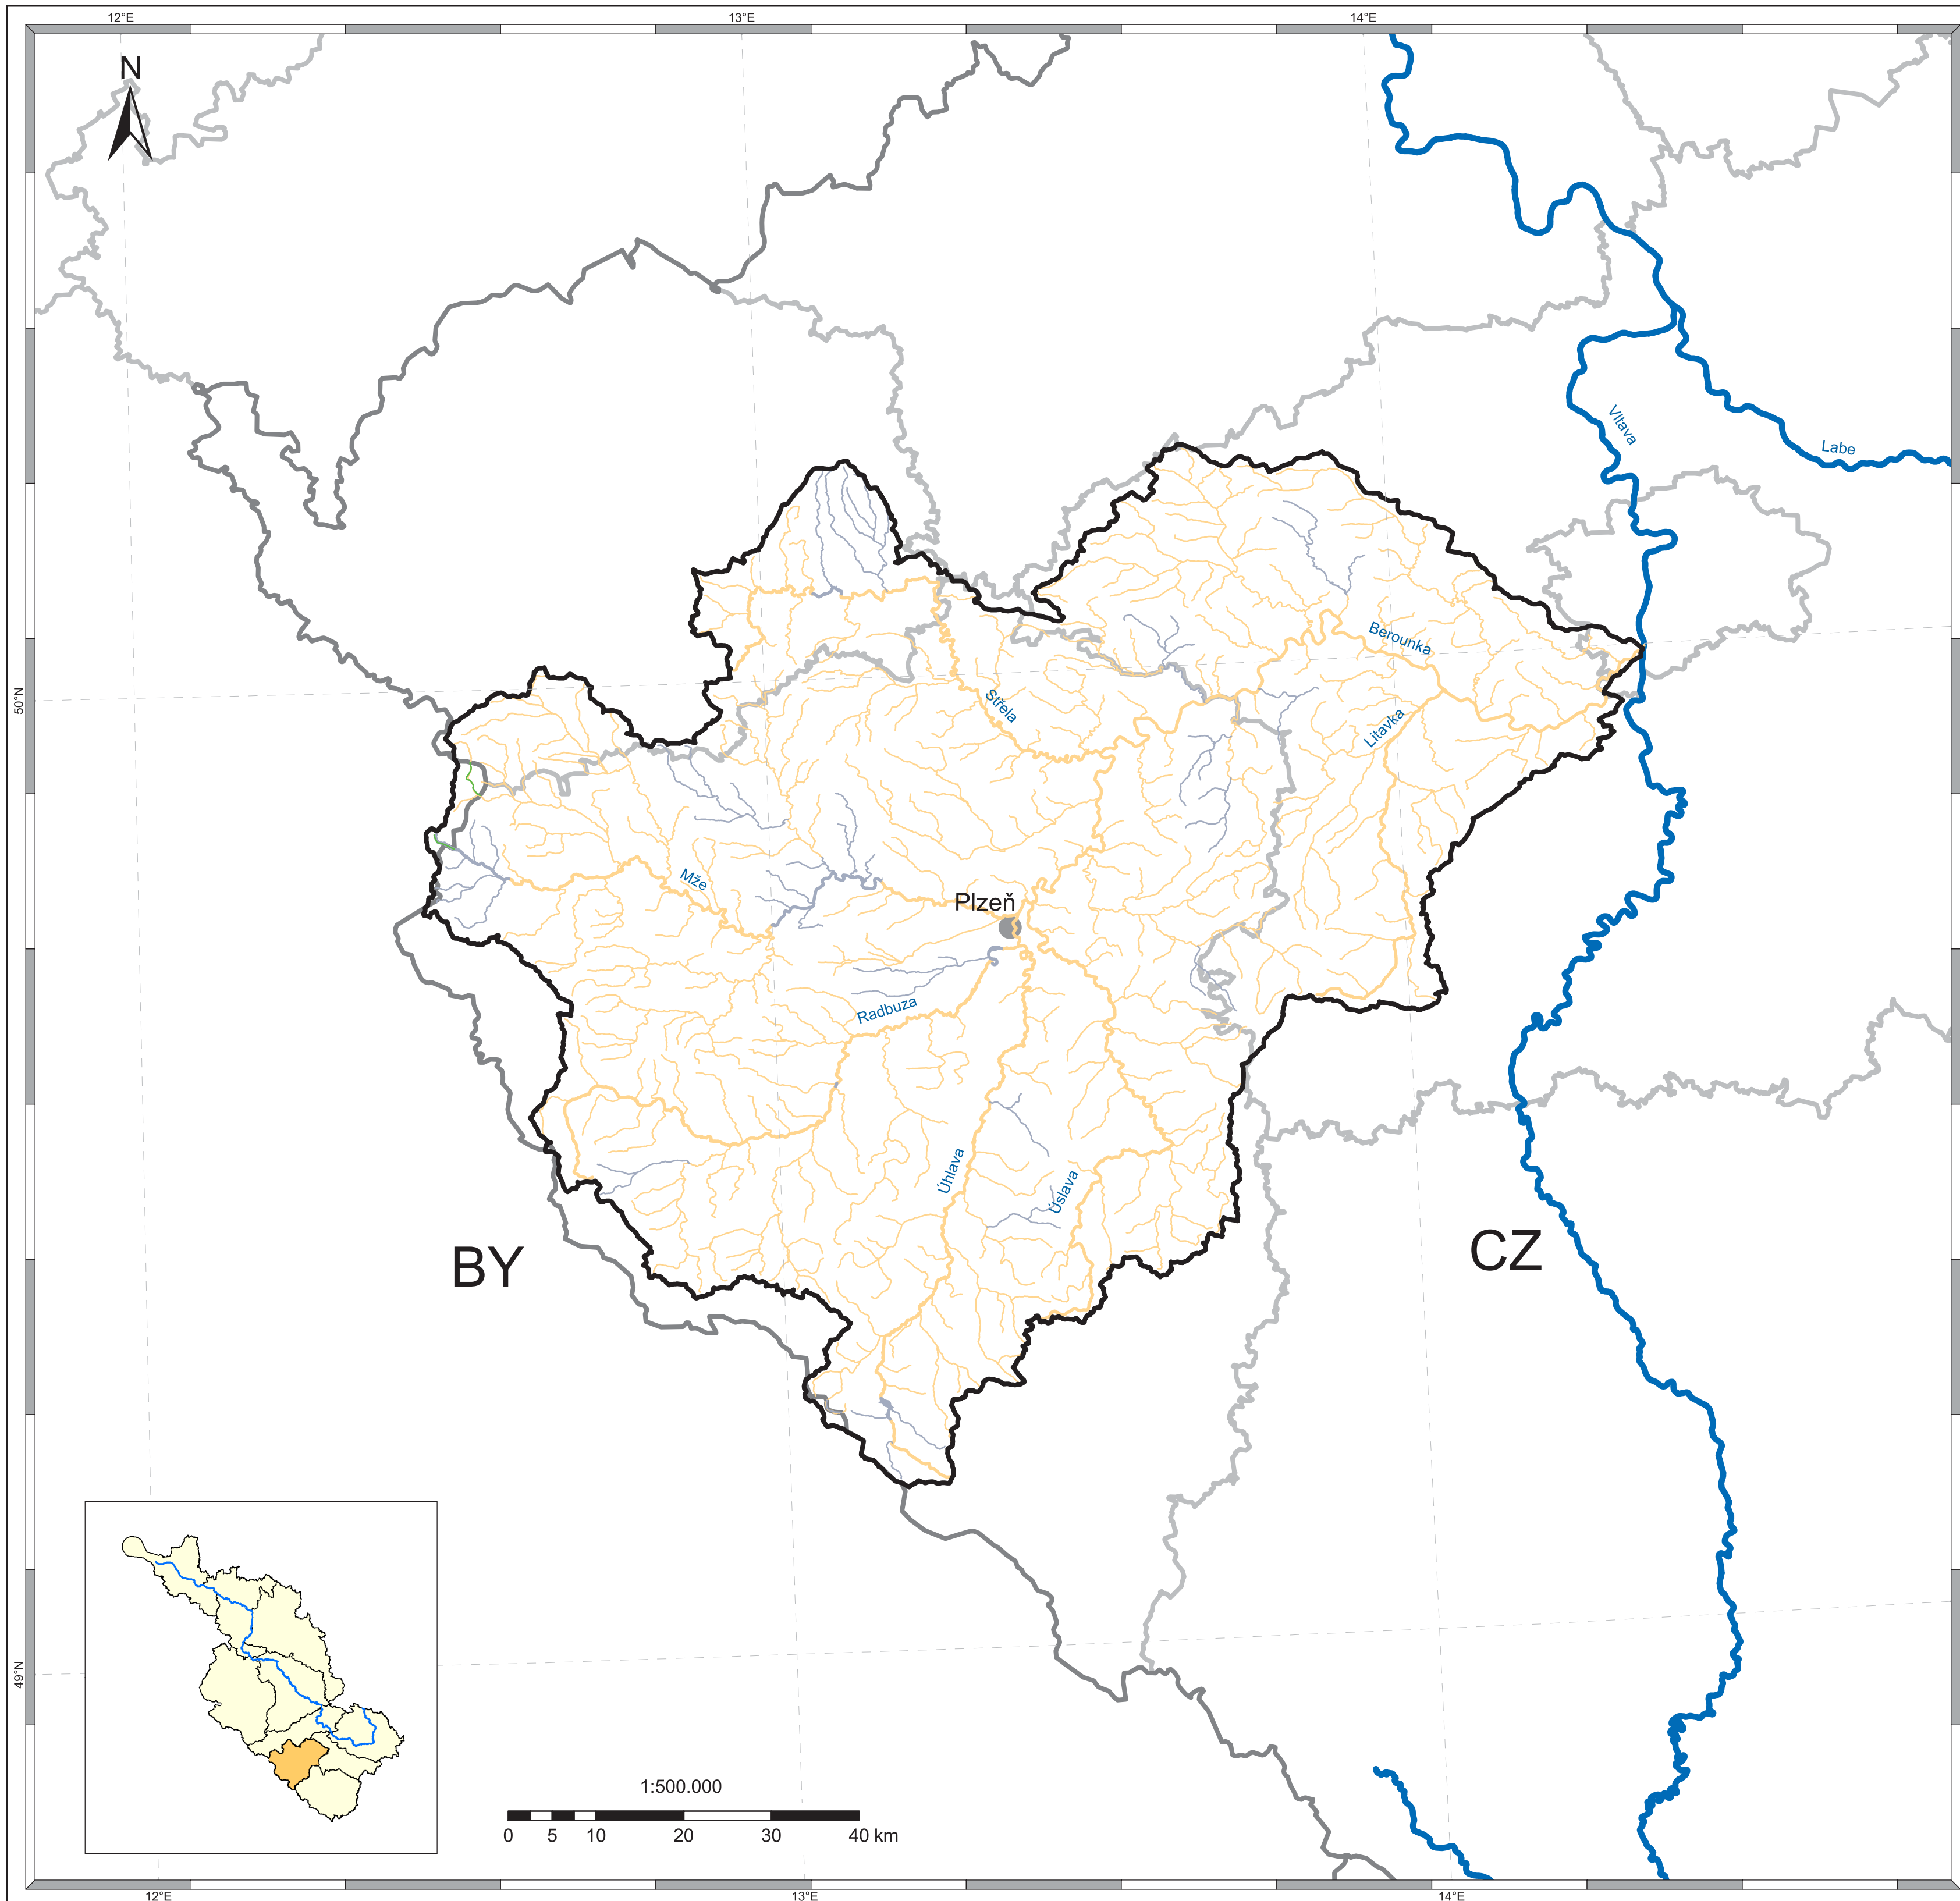 12°E
13°E
14°E
N
Vltava
Labe
Berounka
50°N
Střela
Litavka
Mže
Plzeň
Radbuza
Úhlava
Úslava
BY
CZ
49°N
1:500.000
0 5 10 20 30 40 km
12°E
13°E
14°E